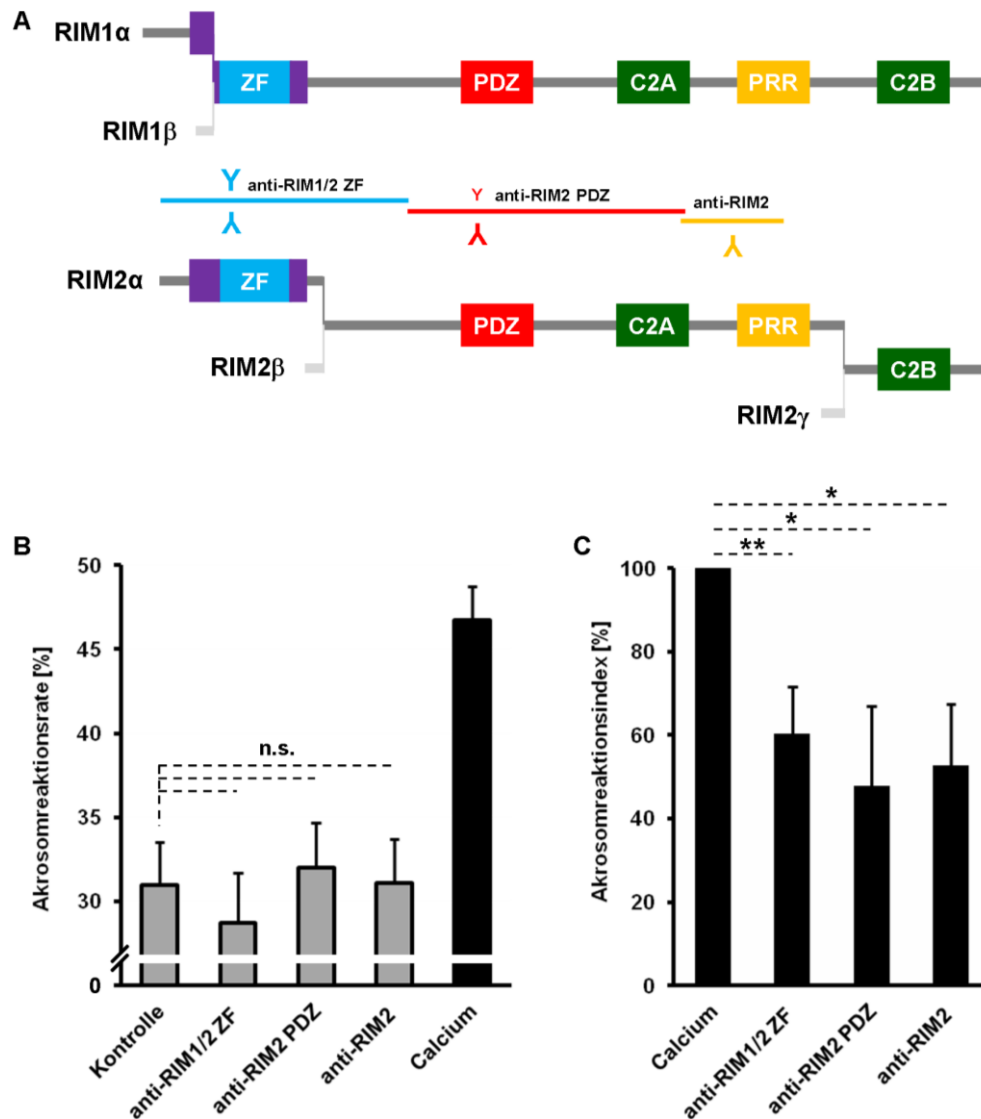 A
RIM1α
ZF PDZ C2A PRR C2B
RIM1β
anti-RIM1/2 ZF
anti-RIM2 PDZ
anti-RIM2
RIM2α
ZF
PDZ C2A PRR
RIM2β
C2B
RIM2γ
B
Akrosomreaktionsrate [%]
50
45
40
35
30
0
n.s.
Kontrolle
anti-RIM1/2 ZF
anti-RIM2 PDZ
anti-RIM2
Calcium
C
Akrosomreaktionsindex [%]
100
80
60
40
20
0
*
*
**
Calcium
anti-RIM1/2 ZF
anti-RIM2 PDZ
anti-RIM2